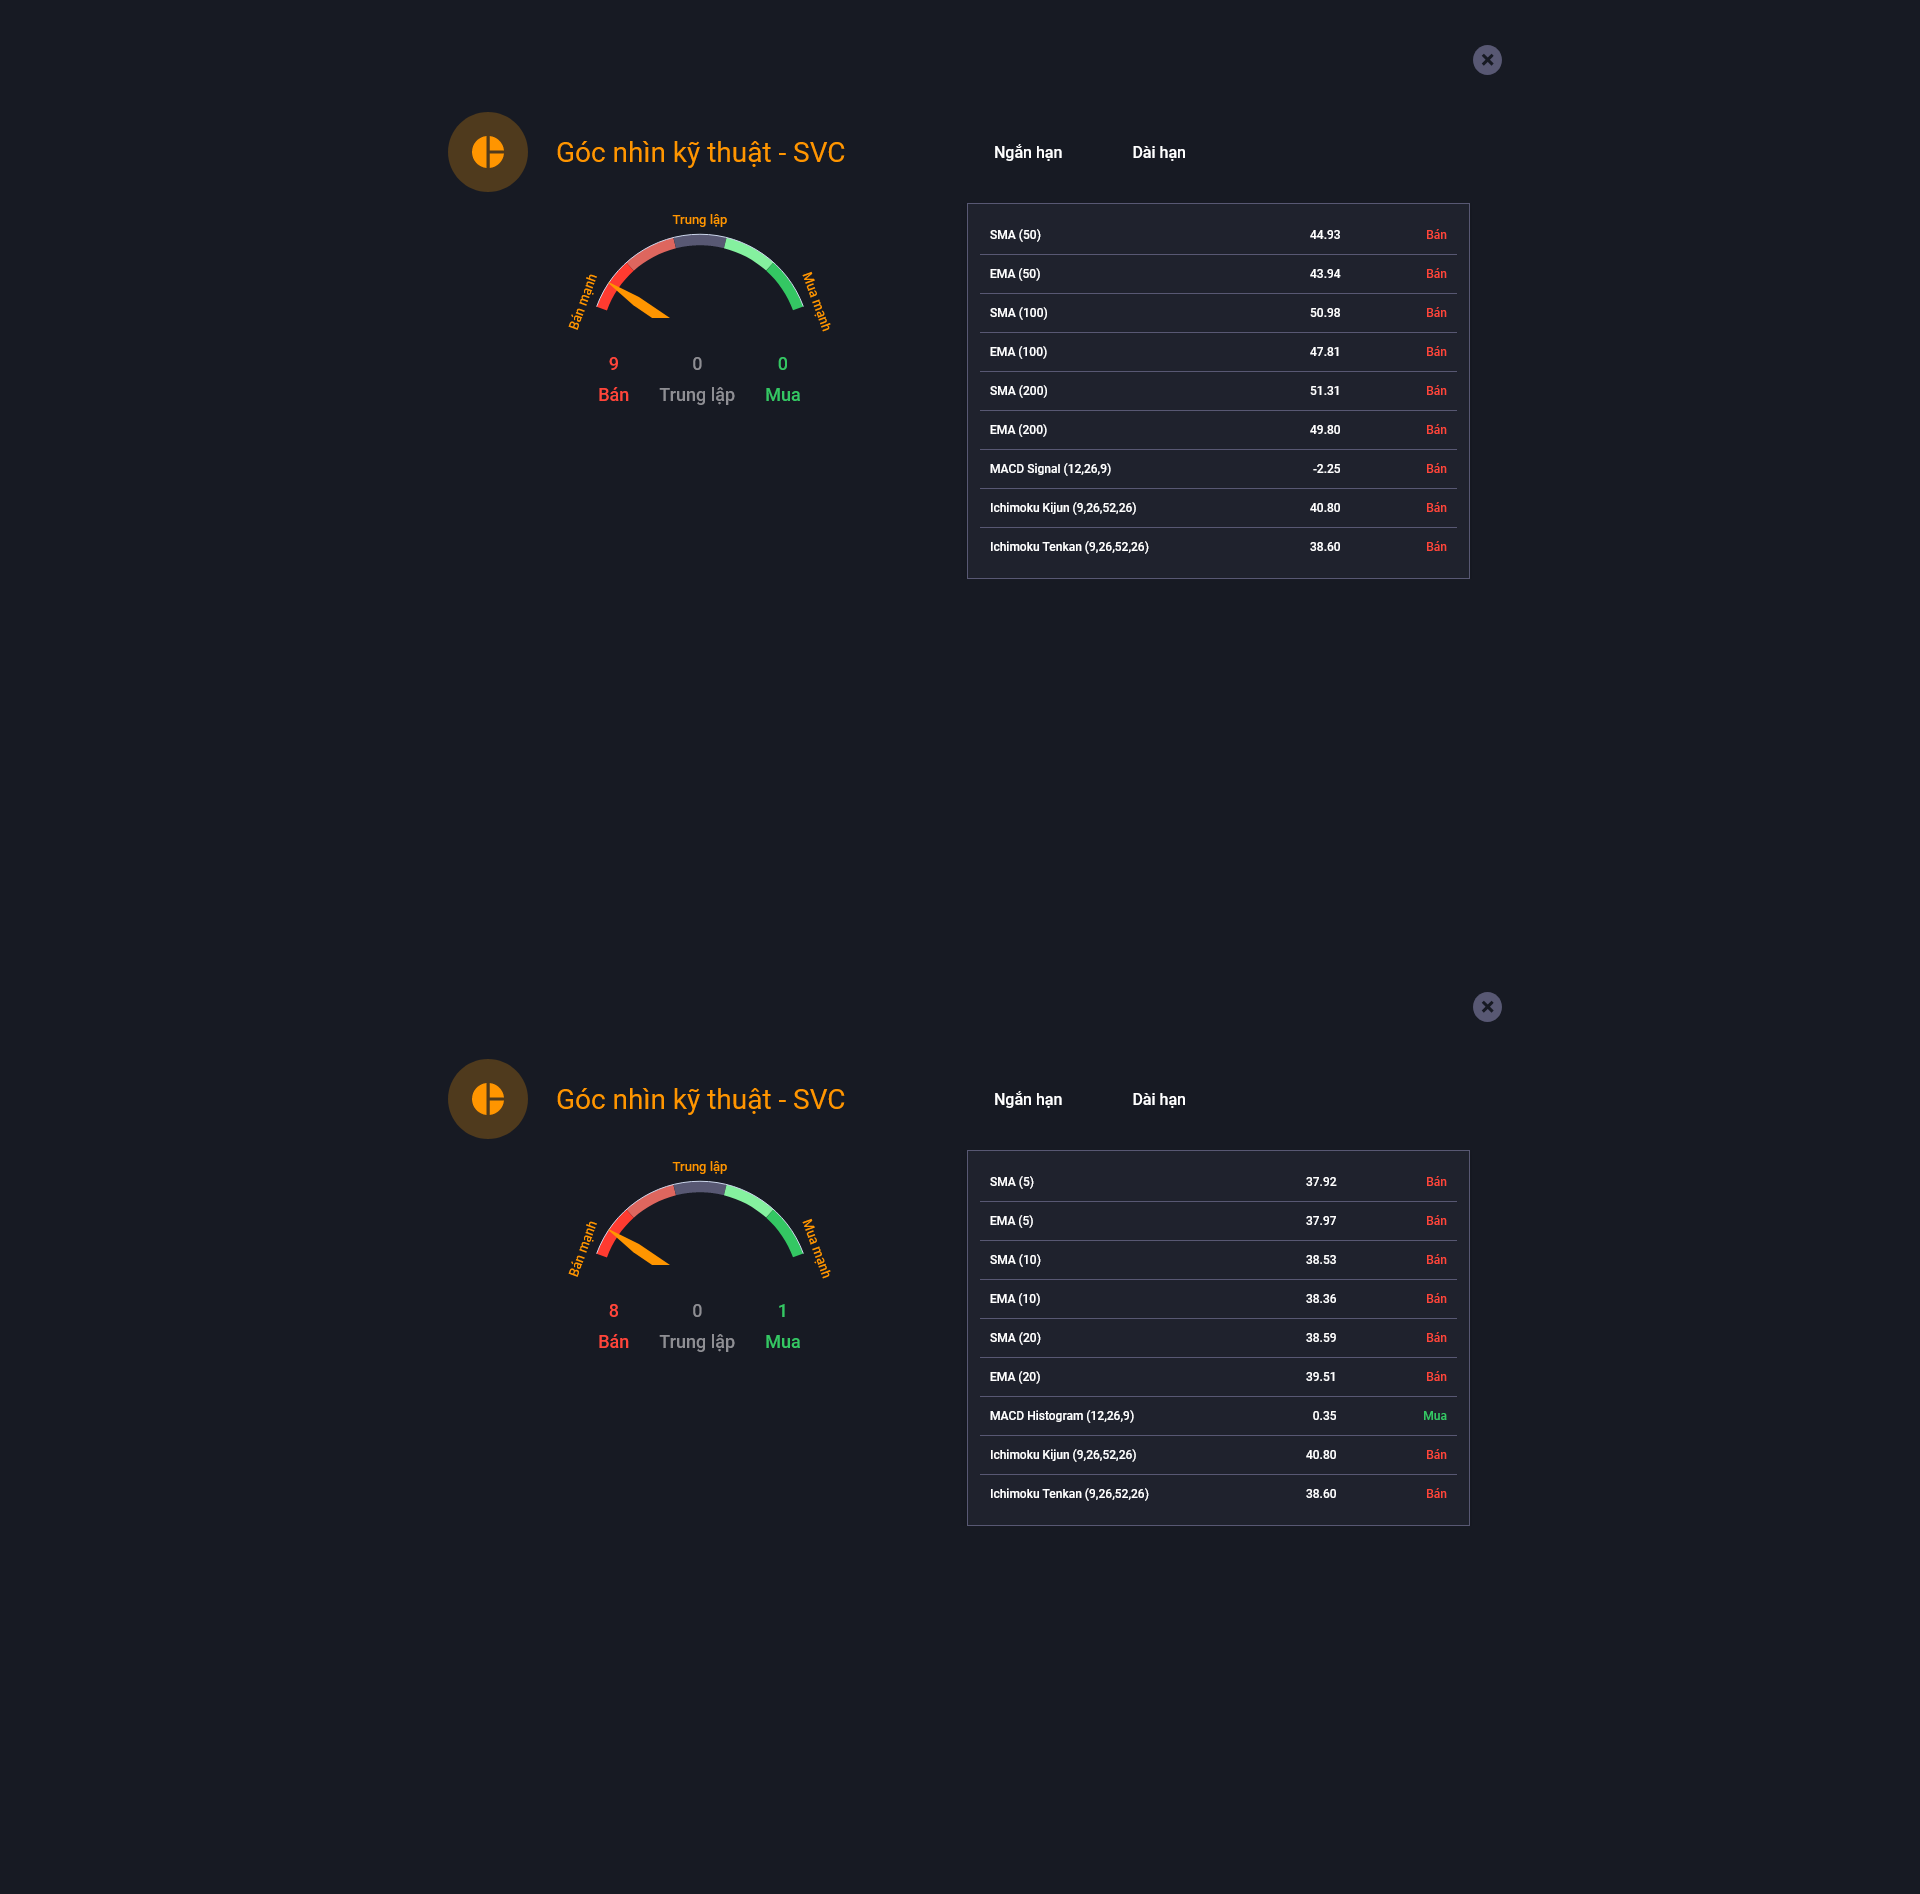 Góc nhìn kỹ thuật - SVC
Ngắn hạn Dài hạn
Trung lập
Bán mạnh
Mua mạnh
9 0 0
Bán Trung lập Mua
SMA (50) 44.93 Bán
EMA (50) 43.94 Bán
SMA (100) 50.98 Bán
EMA (100) 47.81 Bán
SMA (200) 51.31 Bán
EMA (200) 49.80 Bán
MACD Signal (12,26,9) -2.25 Bán
Ichimoku Kijun (9,26,52,26) 40.80 Bán
Ichimoku Tenkan (9,26,52,26) 38.60 Bán
Góc nhìn kỹ thuật - SVC
Ngắn hạn Dài hạn
Trung lập
Bán mạnh
Mua mạnh
8 0 1
Bán Trung lập Mua
SMA (5) 37.92 Bán
EMA (5) 37.97 Bán
SMA (10) 38.53 Bán
EMA (10) 38.36 Bán
SMA (20) 38.59 Bán
EMA (20) 39.51 Bán
MACD Histogram (12,26,9) 0.35 Mua
Ichimoku Kijun (9,26,52,26) 40.80 Bán
Ichimoku Tenkan (9,26,52,26) 38.60 Bán